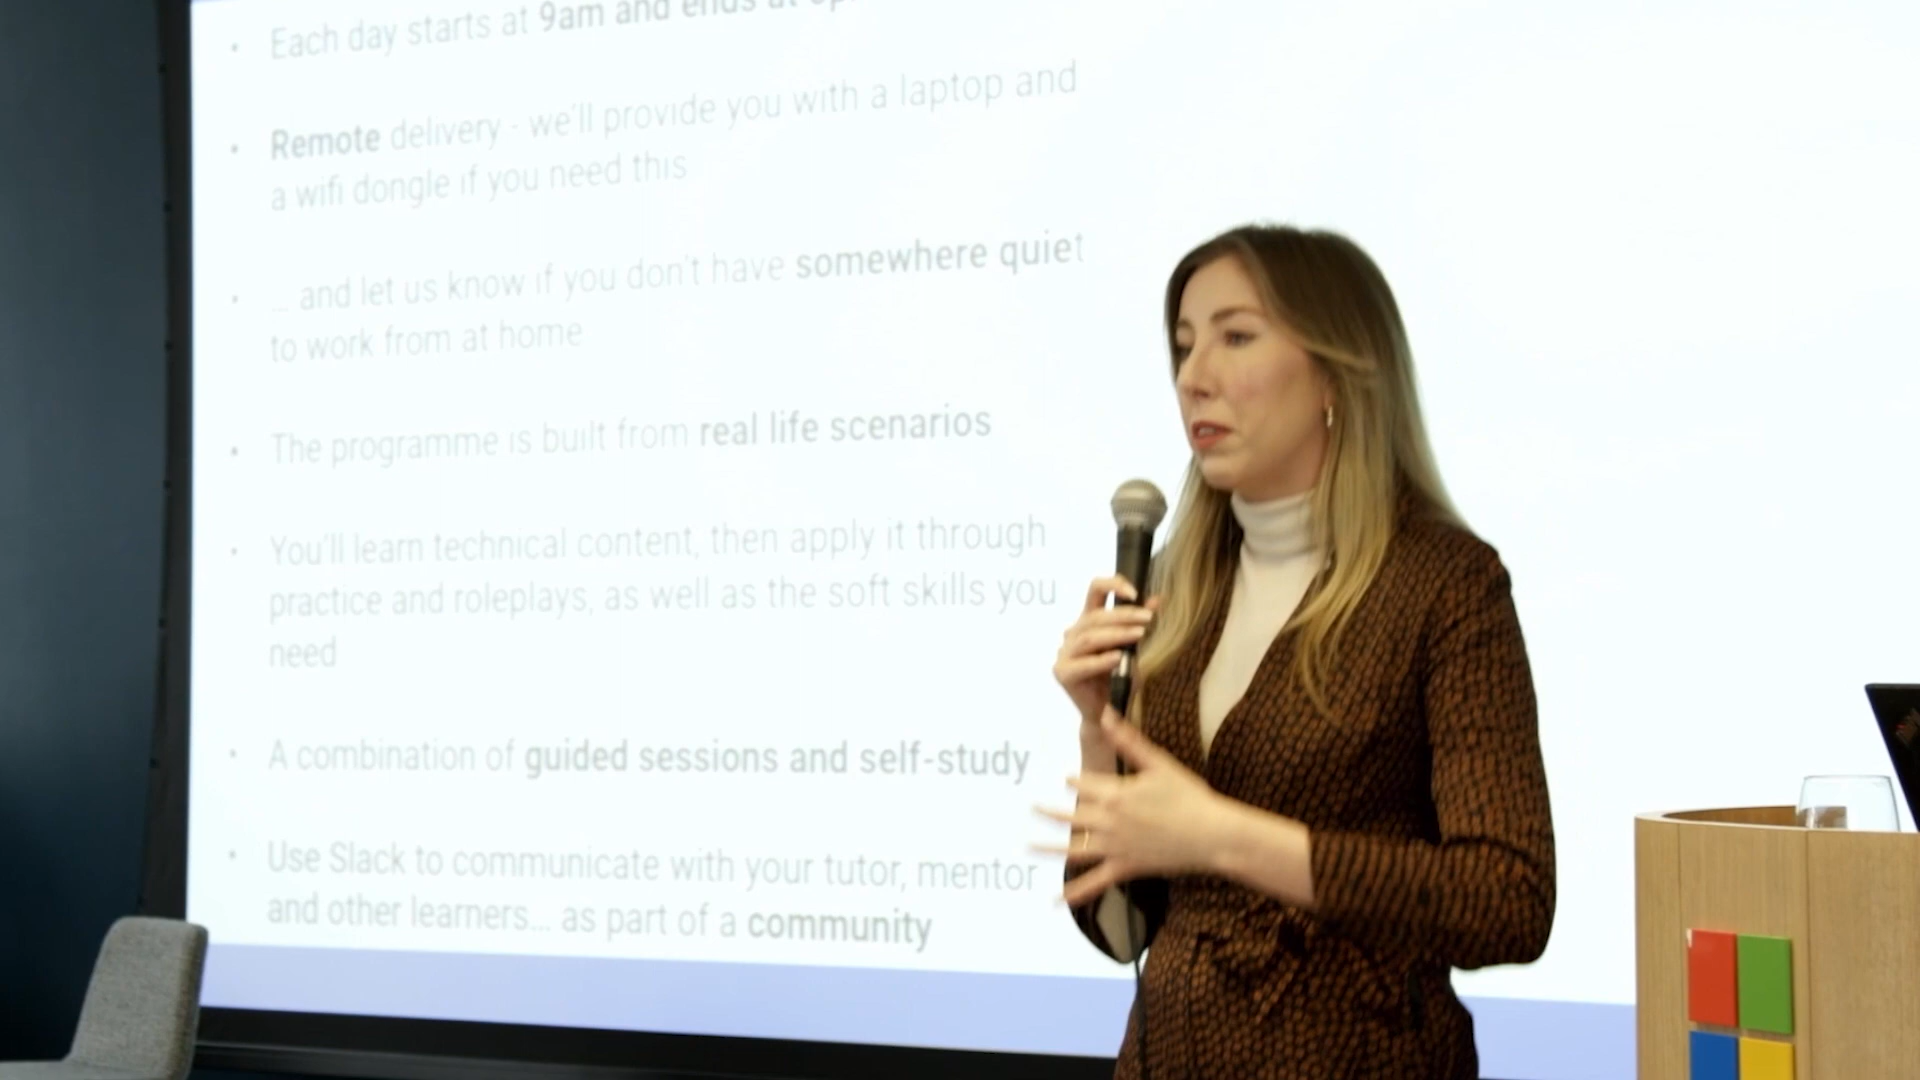 Each day starts at 9am and ends at
Remote delivery - we'll provide you with a laptop and
a wifi dongle if you need this
... and let us know if you don't have somewhere quiet
to work from at home
The programme is built from real life scenarios
You'll learn technical content, then apply it through
practice and roleplays, as well as the soft skills you
need
A combination of guided sessions and self-study
Use Slack to communicate with your tutor, mentor
and other learners... as part of a community